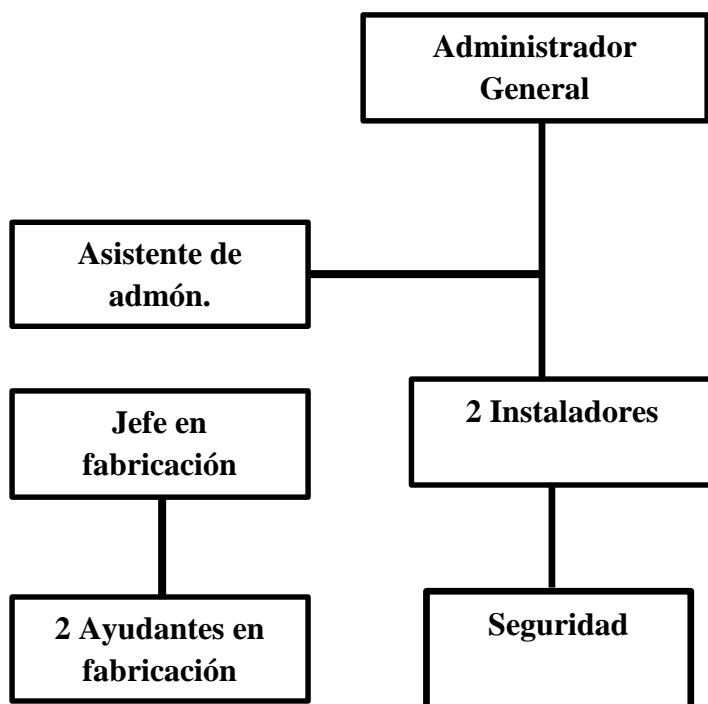 Administrador
General
Asistente de
admón.
Jefe en
fabricación
2 Instaladores
2 Ayudantes en
fabricación
Seguridad